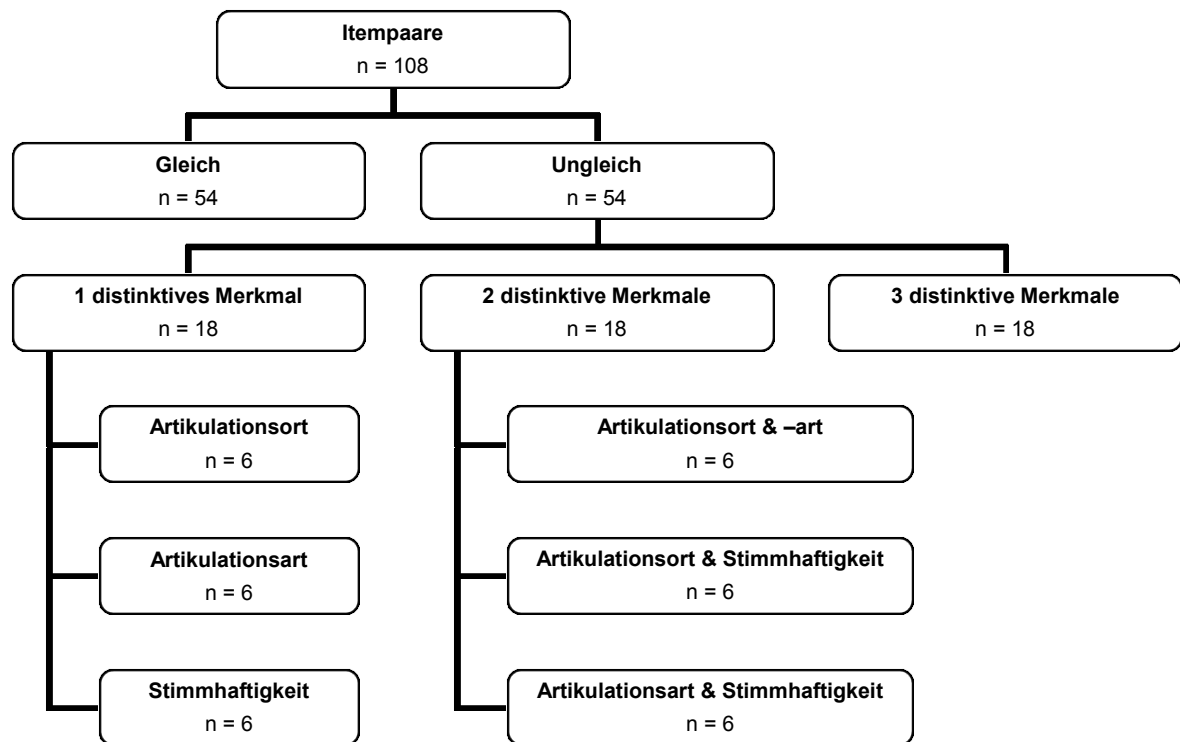 Itempaare
n = 108
Gleich
n = 54
Ungleich
n = 54
1 distinktives Merkmal
n = 18
2 distinktive Merkmale
n = 18
3 distinktive Merkmale
n = 18
Artikulationsort
n = 6
Artikulationsart
n = 6
Stimmhaftigkeit
n = 6
Artikulationsort & –art
n = 6
Artikulationsort & Stimmhaftigkeit
n = 6
Artikulationsart & Stimmhaftigkeit
n = 6